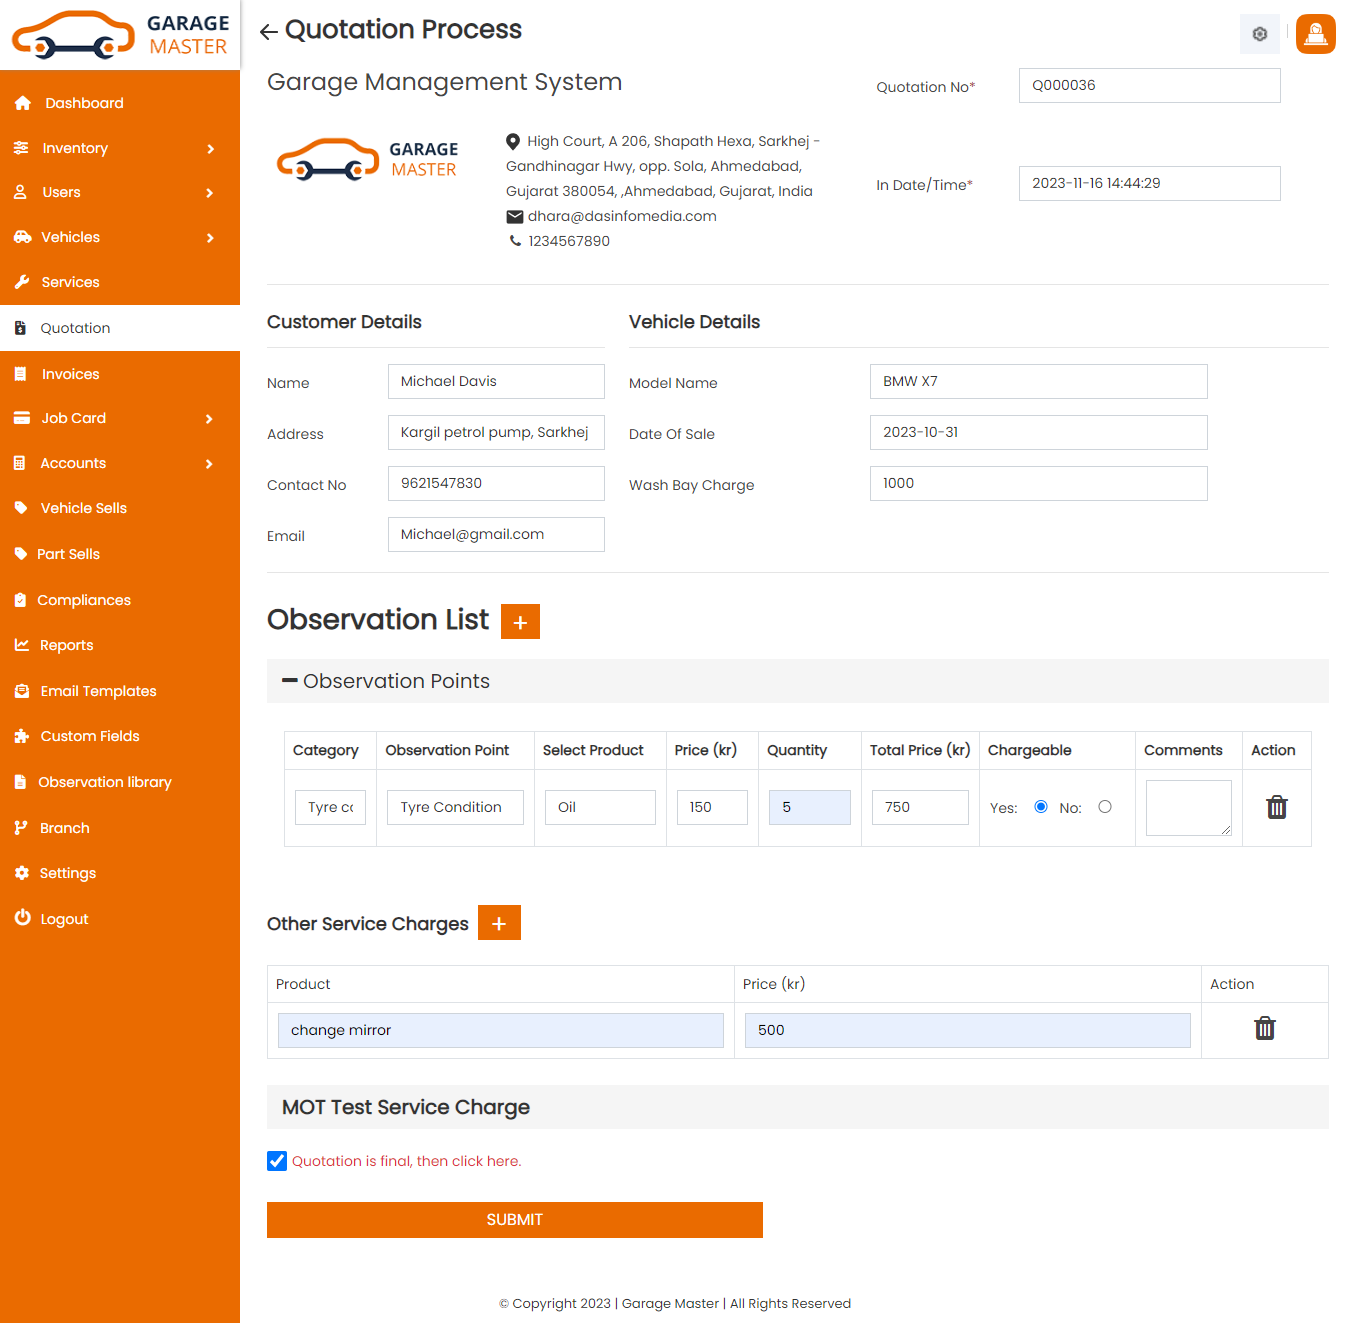 GARAGE
MASTER
Dashboard
Inventory
Users
Vehicles
Services
Quotation
Invoices
Job Card
Accounts
Vehicle Sells
Part Sells
Compliances
Reports
Email Templates
Custom Fields
Observation library
Branch
Settings
Logout
Quotation Process
Garage Management System
GARAGE
MASTER
High Court, A 206, Shapath Hexa, Sarkhej -
Gandhinagar Hwy, opp. Sola, Ahmedabad,
Gujarat 380054, ,Ahmedabad, Gujarat, India
dhara@dasinfomedia.com
1234567890
Quotation No* Q000036
In Date/Time* 2023-11-16 14:44:29
Customer Details
Name Michael Davis
Address Kargil petrol pump, Sarkhej
Contact No 9621547830
Email Michael@gmail.com
Vehicle Details
Model Name BMW X7
Date Of Sale 2023-10-31
Wash Bay Charge 1000
Observation List +
Observation Points
Category Observation Point Select Product Price (kr) Quantity Total Price (kr) Chargeable Comments Action
Tyre co Tyre Condition Oil 150 5 750 Yes: No:
Other Service Charges +
Product Price (kr) Action
change mirror 500
MOT Test Service Charge
Quotation is final, then click here.
SUBMIT
© Copyright 2023 | Garage Master | All Rights Reserved